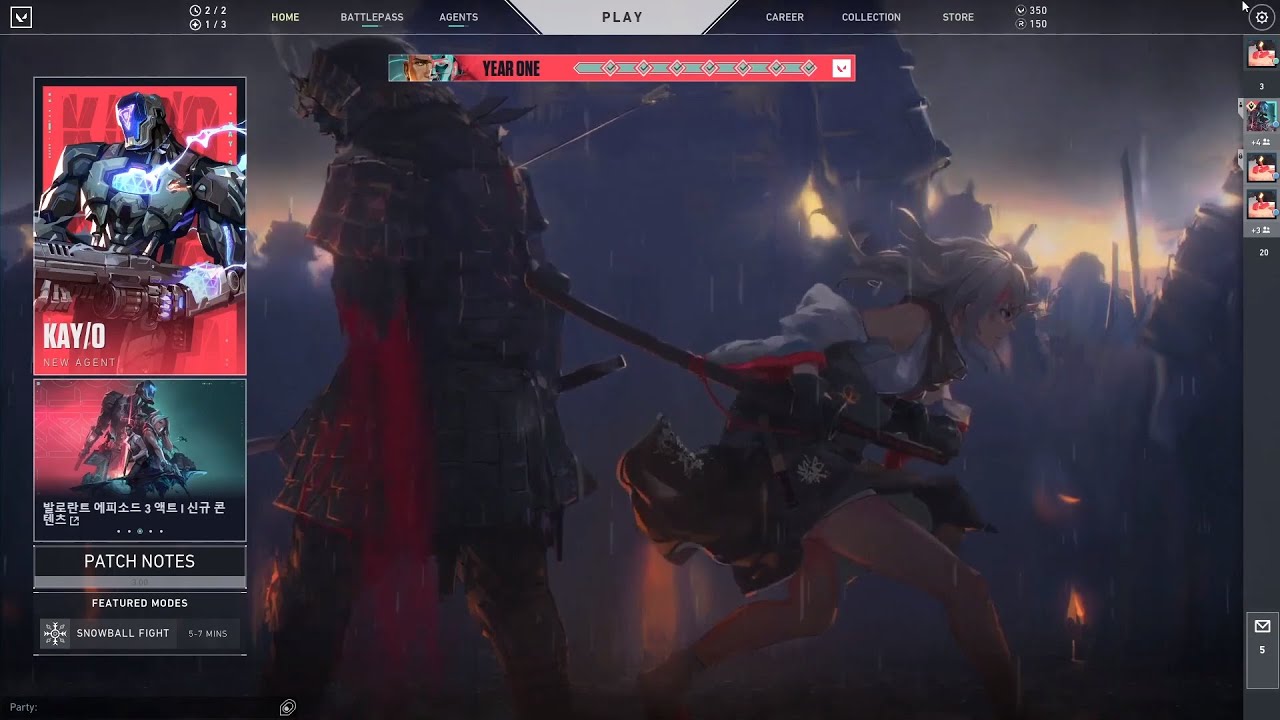 2 / 2
1 / 3
HOME
BATTLEPASS
AGENTS
PLAY
CAREER
COLLECTION
STORE
350
150
YEAR ONE
3
+4
+3
20
KAY/O
NEW AGENT
발로란트 에피소드 3 액트 I 신규 콘
텐츠
PATCH NOTES
3.00
FEATURED MODES
SNOWBALL FIGHT
5-7 MINS
5
Party: